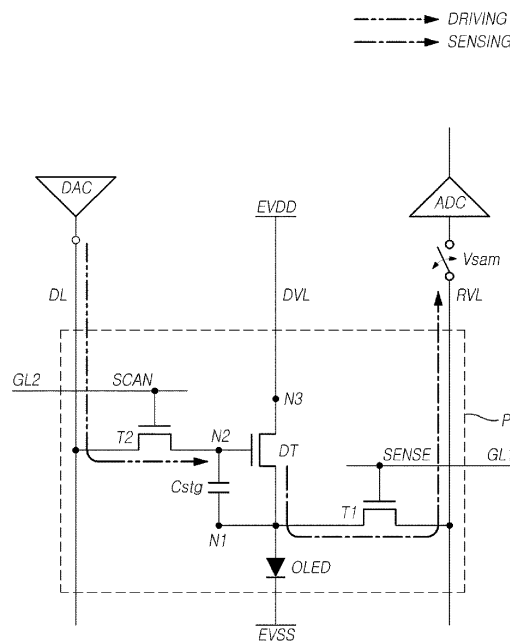 DRIVING
SENSING
DAC
EVDD
ADC
Vsam
DL
DVL
RVL
GL2
SCAN
N3
P
T2
N2
DT
SENSE
GL1
Cstg
T1
N1
OLED
EVSS